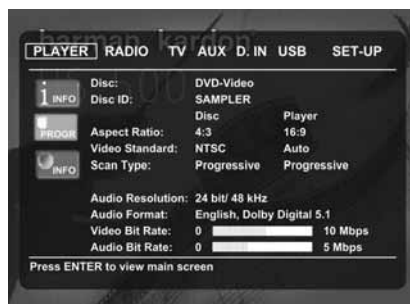 harman kardon
PLAYER RADIO TV AUX D. IN USB SET-UP
Disc: DVD-Video
i INFO
Disc ID: SAMPLER
Disc Player
PROGR
Aspect Ratio: 4:3 16:9
Video Standard: NTSC Auto
INFO
Scan Type: Progressive Progressive
Audio Resolution: 24 bit/ 48 kHz
Audio Format: English, Dolby Digital 5.1
Video Bit Rate: 0 10 Mbps
Audio Bit Rate: 0 5 Mbps
Press ENTER to view main screen